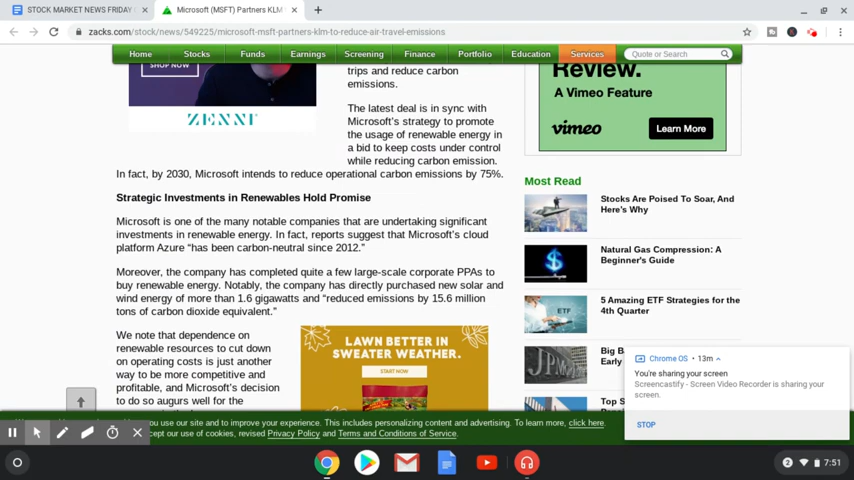 STOCK MARKET NEWS FRIDAY
Microsoft (MSFT) Partners KLM
zacks.com/stock/news/549225/microsoft-msft-partners-klm-to-reduce-air-travel-emissions
Home
Stocks
Funds
Earnings
Screening
Finance
Portfolio
Education
Services
Quote or Search
SHOP NOW
ZENNI
trips and reduce carbon
emissions.
The latest deal is in sync with
Microsoft's strategy to promote
the usage of renewable energy in
a bid to keep costs under control
while reducing carbon emission.
In fact, by 2030, Microsoft intends to reduce operational carbon emissions by 75%.
Strategic Investments in Renewables Hold Promise
Microsoft is one of the many notable companies that are undertaking significant
investments in renewable energy. In fact, reports suggest that Microsoft's cloud
platform Azure "has been carbon-neutral since 2012."
Moreover, the company has completed quite a few large-scale corporate PPAs to
buy renewable energy. Notably, the company has directly purchased new solar and
wind energy of more than 1.6 gigawatts and "reduced emissions by 15.6 million
tons of carbon dioxide equivalent."
We note that dependence on
renewable resources to cut down
on operating costs is just another
way to be more competitive and
profitable, and Microsoft's decision
to do so augurs well for the
LAWN BETTER IN
SWEATER WEATHER.
START NOW
Review.
A Vimeo Feature
vimeo
Learn More
Most Read
Stocks Are Poised To Soar, And
Here's Why
Natural Gas Compression: A
Beginner's Guide
ETF
5 Amazing ETF Strategies for the
4th Quarter
JPM
Big B
Early
Top S
Chrome OS • 13m
You're sharing your screen
Screencastify - Screen Video Recorder is sharing your
screen.
STOP
you use our site and to improve your experience. This includes personalizing content and advertising. To learn more, click here.
cept our use of cookies, revised Privacy Policy and Terms and Conditions of Service.
2
7:51